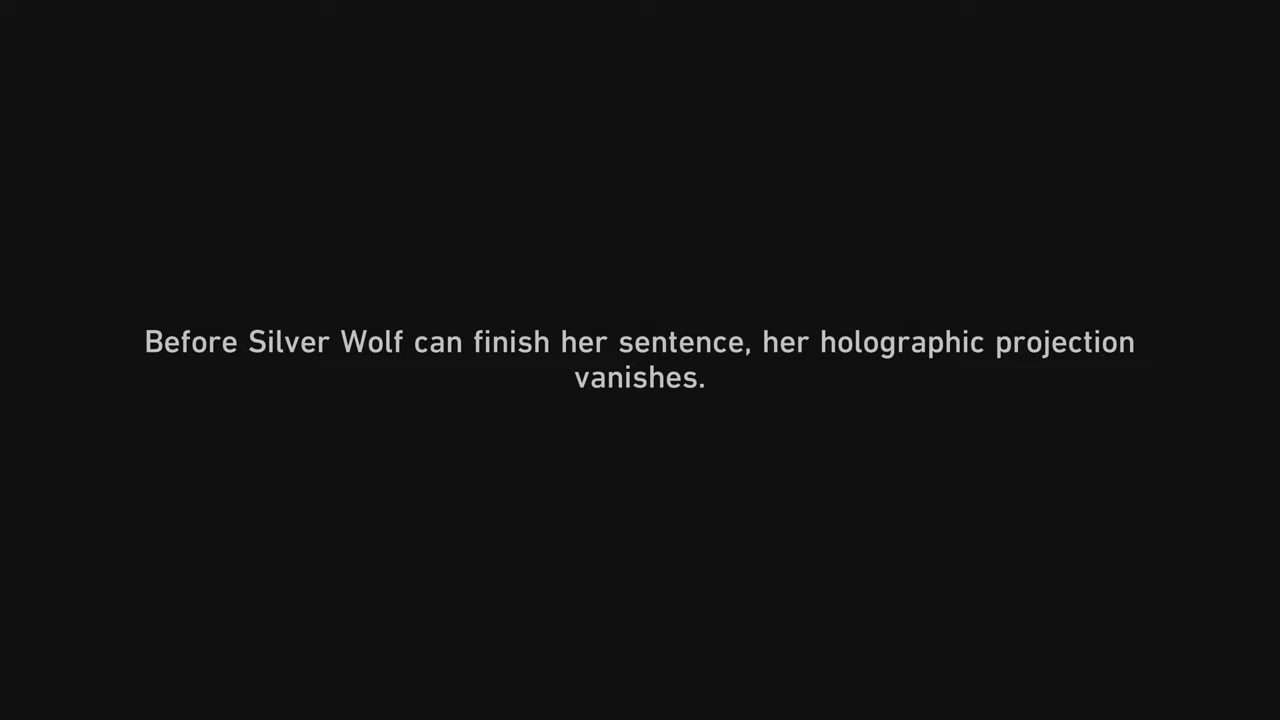 Before Silver Wolf can finish her sentence, her holographic projection
vanishes.